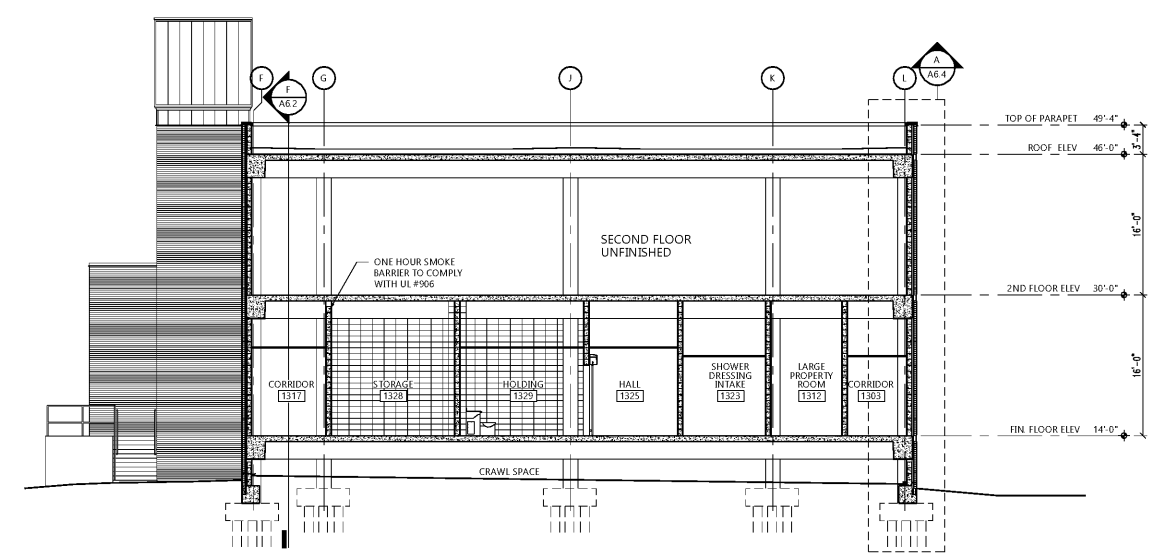 F
F
A6.2
G
J
K
L
A
A6.4
TOP OF PARAPET 49'-4"
3'-4"
ROOF ELEV 46'-0"
16'-0"
SECOND FLOOR
UNFINISHED
ONE HOUR SMOKE
BARRIER TO COMPLY
WITH UL #906
2ND FLOOR ELEV 30'-0"
16'-0"
CORRIDOR
1317
STORAGE
1328
HOLDING
1329
HALL
1325
SHOWER
DRESSING
INTAKE
1323
LARGE
PROPERTY
ROOM
1312
CORRIDOR
1303
FIN. FLOOR ELEV 14'-0"
CRAWL SPACE